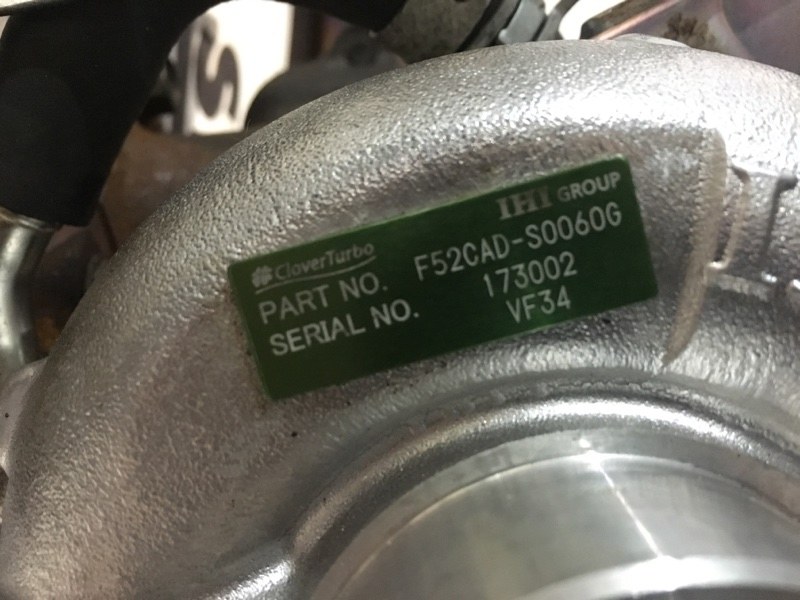 IHI GROUP
CloverTurbo
PART NO. F52CAD-S0060G
SERIAL NO. 173002
VF34